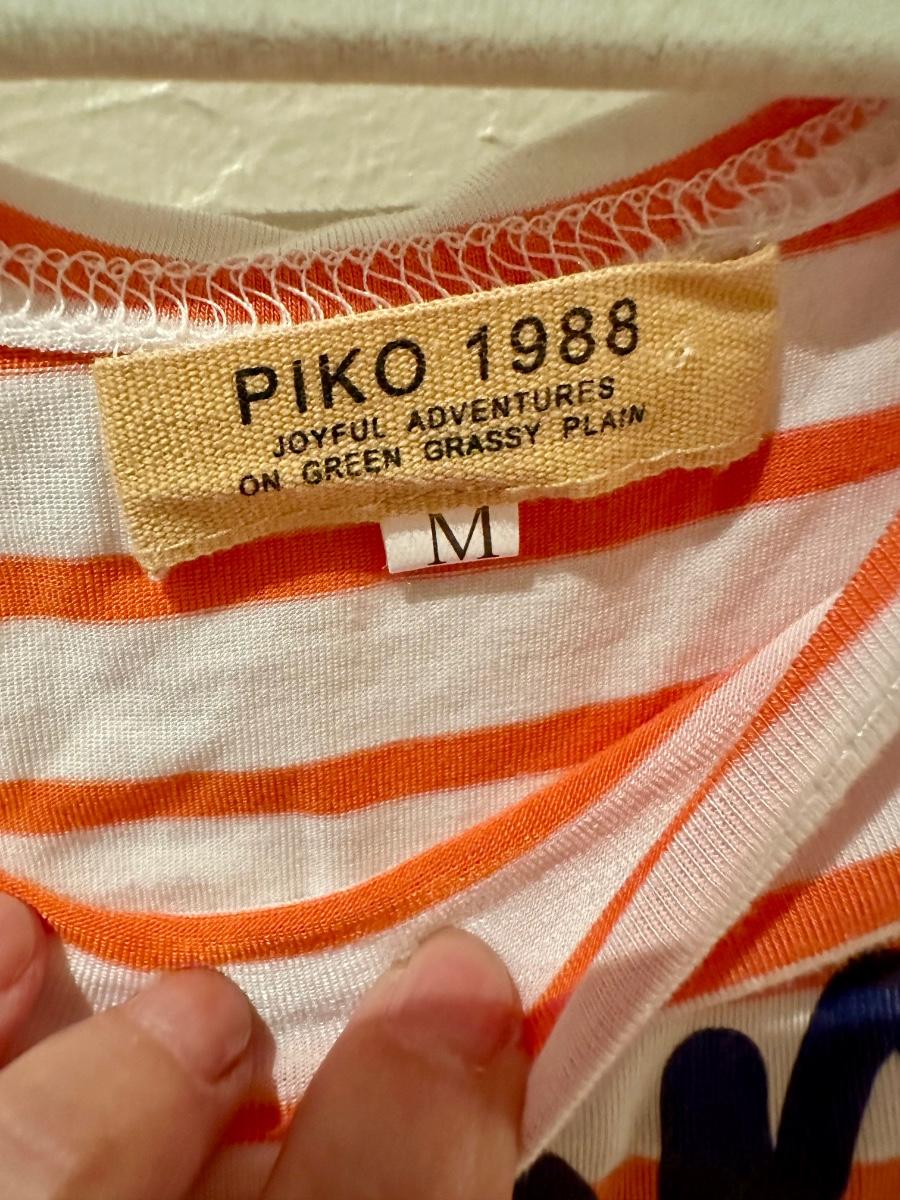 PIKO 1988
JOYFUL ADVENTURES
ON GREEN GRASSY PLAIN
M